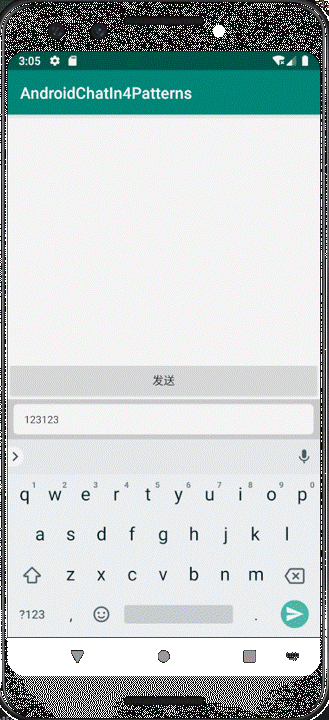 3:05
AndroidChatIn4Patterns
发送
123123
q1 w2 e3 r4 t5 y6 u7 i8 o9 p0
a s d f g h j k l
z x c v b n m
?123 , .